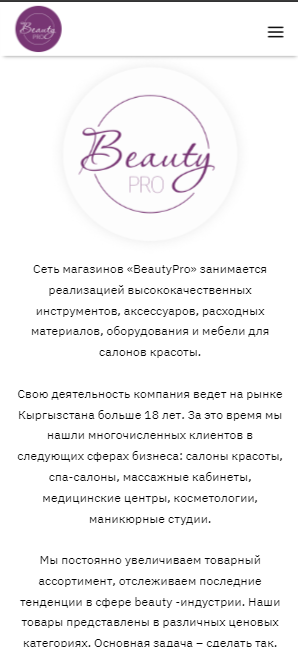 Beauty
PRO
Beauty
PRO
Сеть магазинов «BeautyPro» занимается
реализацией высококачественных
инструментов, аксессуаров, расходных
материалов, оборудования и мебели для
салонов красоты.
Свою деятельность компания ведет на рынке
Кыргызстана больше 18 лет. За это время мы
нашли многочисленных клиентов в
следующих сферах бизнеса: салоны красоты,
спа-салоны, массажные кабинеты,
медицинские центры, косметологии,
маникюрные студии.
Мы постоянно увеличиваем товарный
ассортимент, отслеживаем последние
тенденции в сфере beauty -индустрии. Наши
товары представлены в различных ценовых
категориях. Основная задача – сделать так,